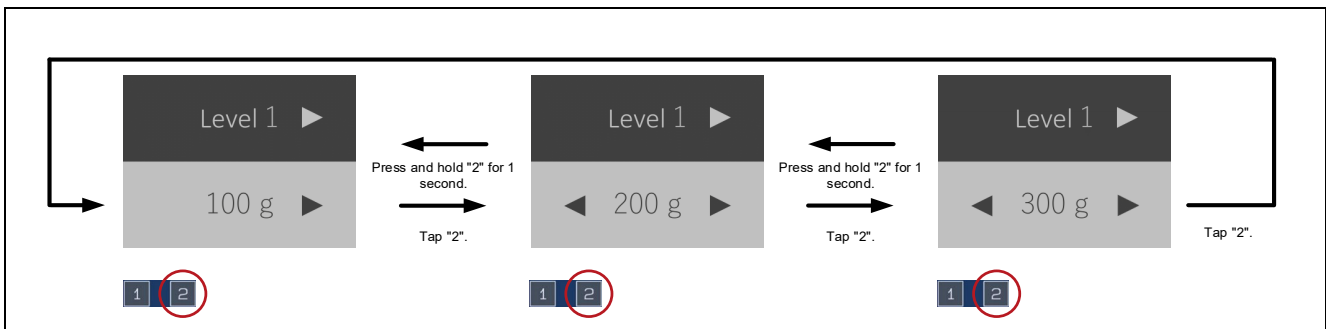 Level 1
100 g
Press and hold "2" for 1
second.
Tap "2".
Level 1
200 g
Press and hold "2" for 1
second.
Tap "2".
Level 1
300 g
Tap "2".
1 2
1 2
1 2